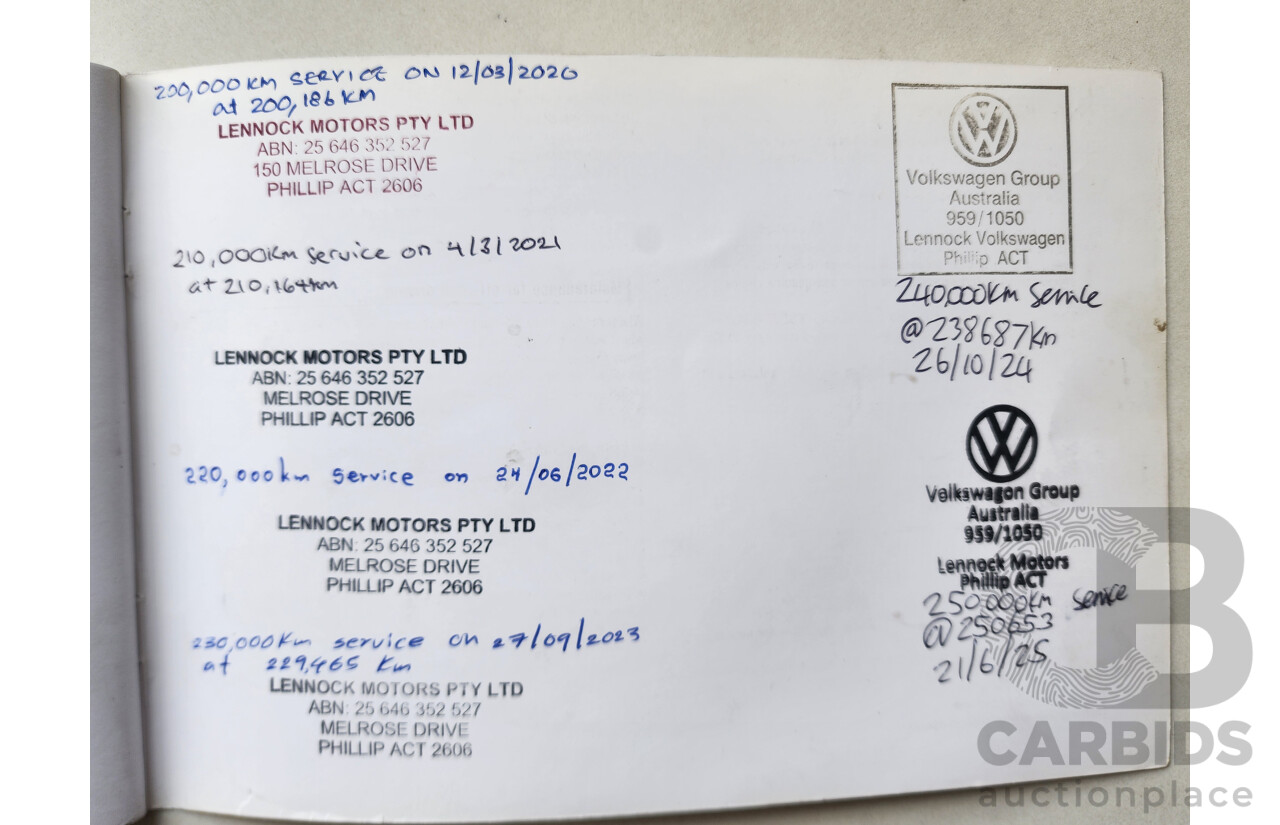 200,000km SERVICE ON 12/03/2020
at 200,186 KM
LENNOCK MOTORS PTY LTD
ABN: 25 646 352 527
150 MELROSE DRIVE
PHILLIP ACT 2606
210,000Km Service on 4/3/2021
at 210,164km
LENNOCK MOTORS PTY LTD
ABN: 25 646 352 527
MELROSE DRIVE
PHILLIP ACT 2606
220,000km Service on 24/06/2022
LENNOCK MOTORS PTY LTD
ABN: 25 646 352 527
MELROSE DRIVE
PHILLIP ACT 2606
230,000Km service on 27/09/2023
at 229,465 Km
LENNOCK MOTORS PTY LTD
ABN: 25 646 352 527
MELROSE DRIVE
PHILLIP ACT 2606
Volkswagen Group
Australia
959/1050
Lennock Volkswagen
Phillip ACT
240,000Km Service
@238687km
26/10/24
Volkswagon Group
Australia
959/1050
Lennock Motors
Phillip ACT
250,000km Service
@250653
21/6/25
CARBIDS
auctionplace